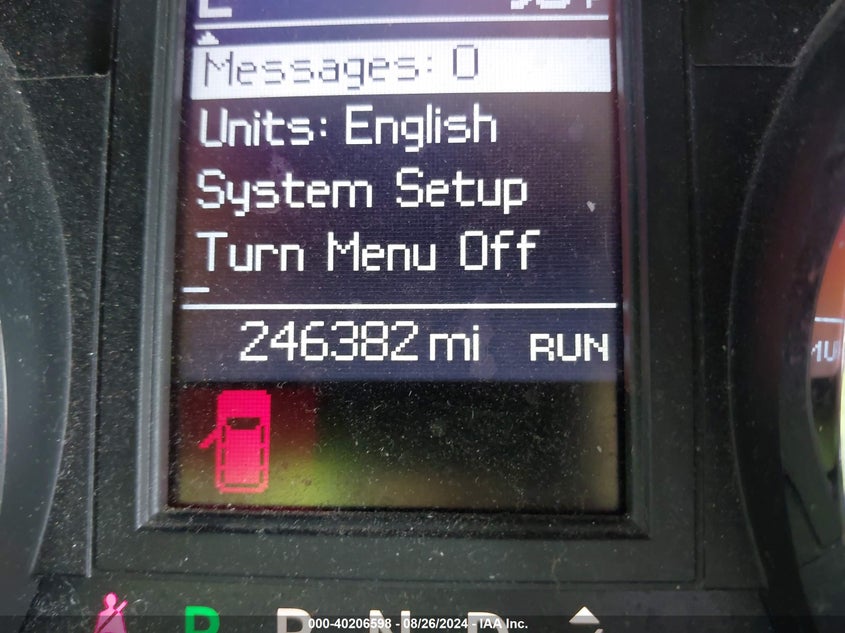 Messages: 0
Units: English
System Setup
Turn Menu Off
246382 mi RUN
P R N D
000-40206598 - 08/26/2024 - IAA Inc.